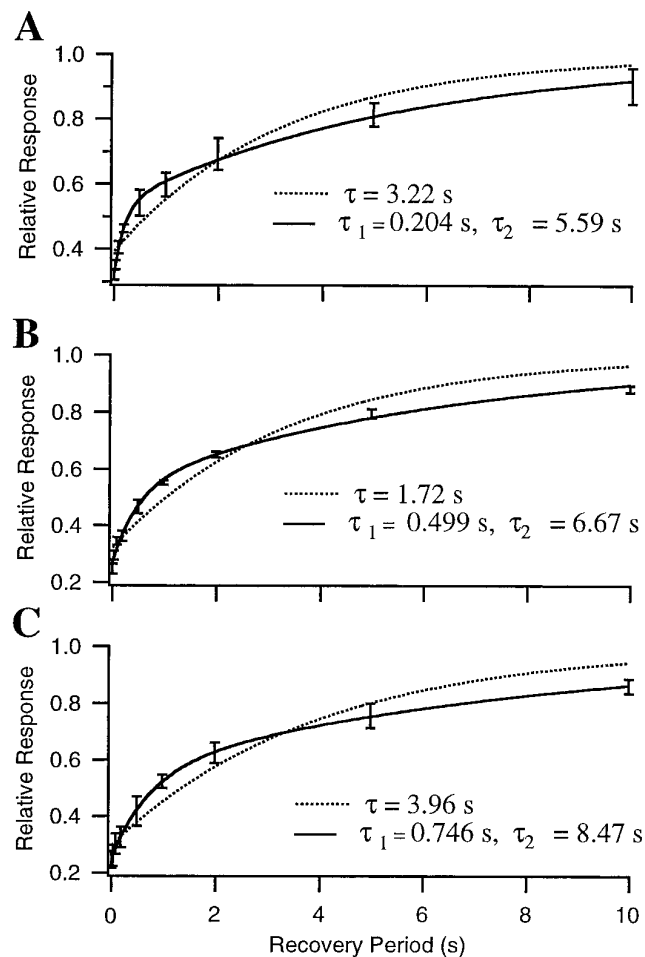 A
Relative Response
1.0
0.8
0.6
0.4
τ = 3.22 s
τ 1 = 0.204 s, τ2 = 5.59 s
B
Relative Response
1.0
0.8
0.6
0.4
0.2
τ = 1.72 s
τ 1 = 0.499 s, τ2 = 6.67 s
C
Relative Response
1.0
0.8
0.6
0.4
0.2
τ = 3.96 s
τ 1 = 0.746 s, τ2 = 8.47 s
0 2 4 6 8 10
Recovery Period (s)